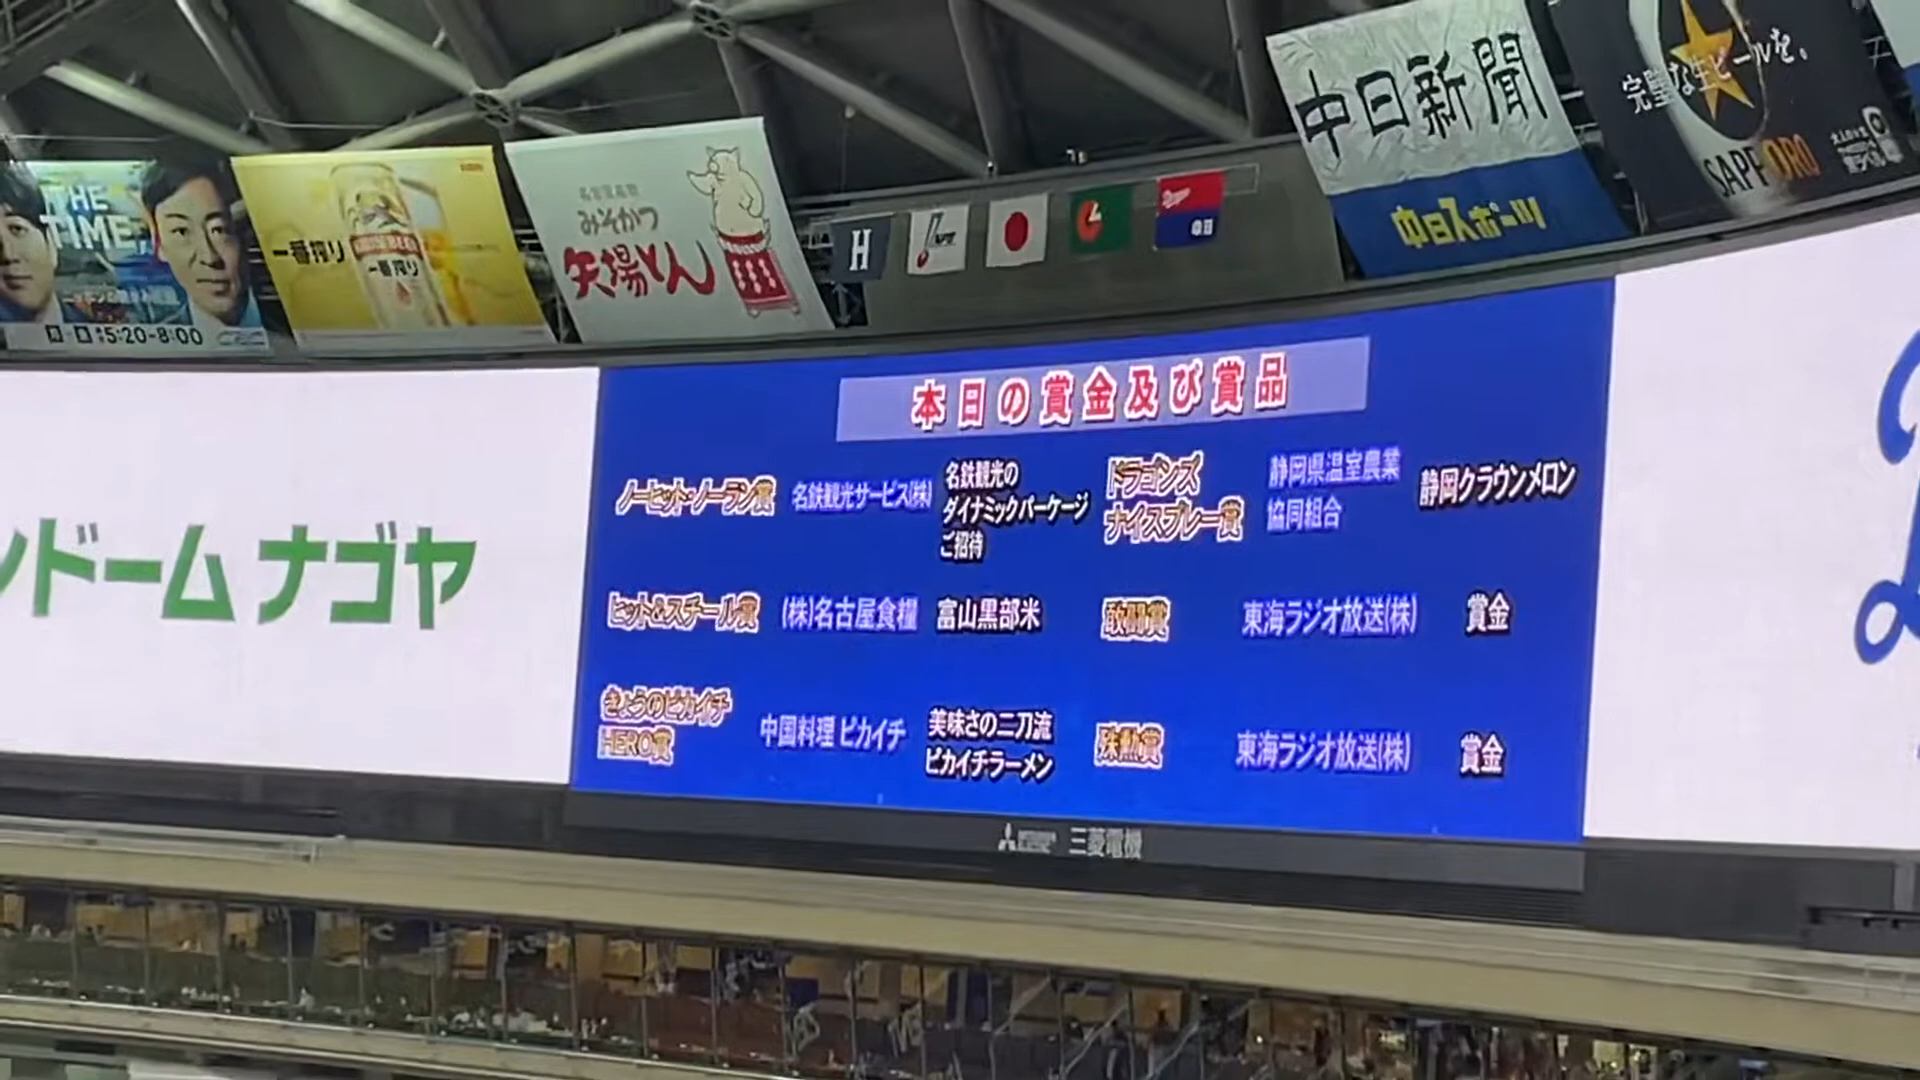 THE
TIME,
5:20-8:00
KIRIN
一番搾り
一番搾り
名古屋名物
みそかつ
矢場とん
H
中日
中日新聞
中日スポーツ
完璧な生ビールを。
SAPPORO
ンドーム ナゴヤ
本日の賞金及び賞品
ノーヒット・ノーラン賞 名鉄観光サービス(株) 名鉄観光の
ダイナミックパーケージ
ご招待
ドラゴンズ
ナイスプレー賞
静岡県温室農業
協同組合
静岡クラウンメロン
ヒット&スチール賞 (株)名古屋食糧 富山黒部米
敢闘賞 東海ラジオ放送(株) 賞金
きょうのピカイチ
HERO賞
中国料理 ピカイチ
美味さの二刀流
ピカイチラーメン
殊勲賞 東海ラジオ放送(株) 賞金
三菱電機